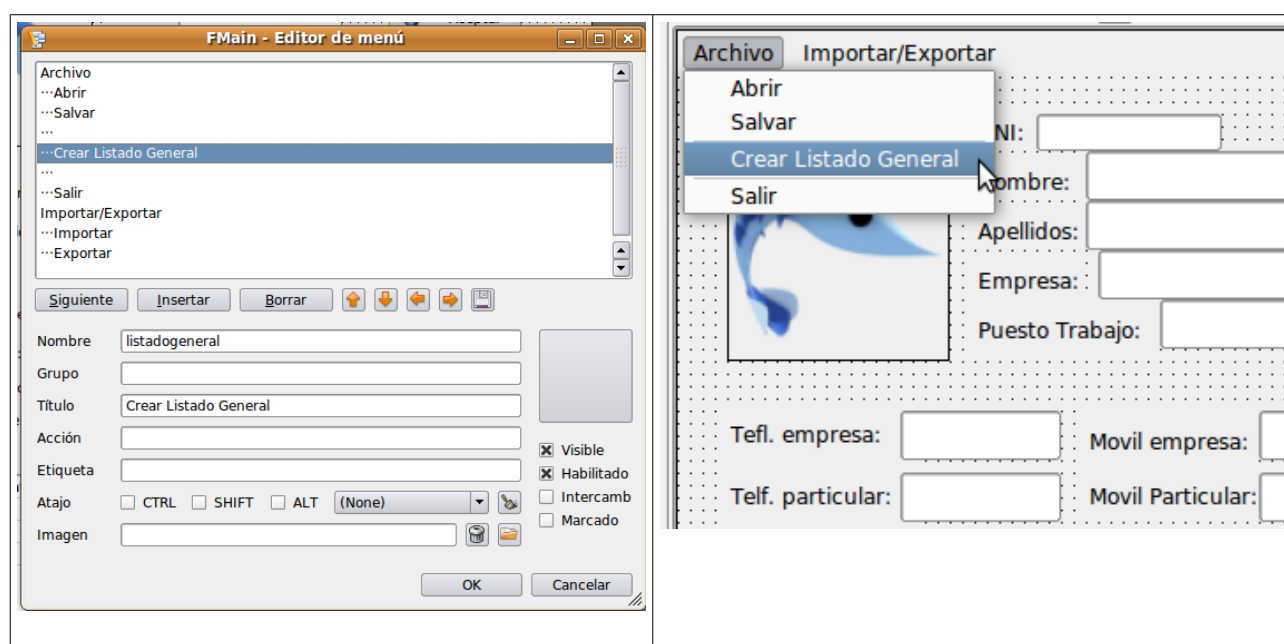 FMain - Editor de menú
Archivo
···Abrir
···Salvar
···
···Crear Listado General
···
···Salir
Importar/Exportar
···Importar
···Exportar
Siguiente Insertar Borrar
Nombre listadogeneral
Grupo
Título Crear Listado General
Acción
Etiqueta
Atajo CTRL SHIFT ALT (None)
Imagen
Visible
Habilitado
Intercamb
Marcado
OK Cancelar
Archivo Importar/Exportar
Abrir
Salvar
Crear Listado General
Salir
NI:
ombre:
Apellidos:
Empresa:
Puesto Trabajo:
Tefl. empresa: Movil empresa:
Telf. particular: Movil Particular: